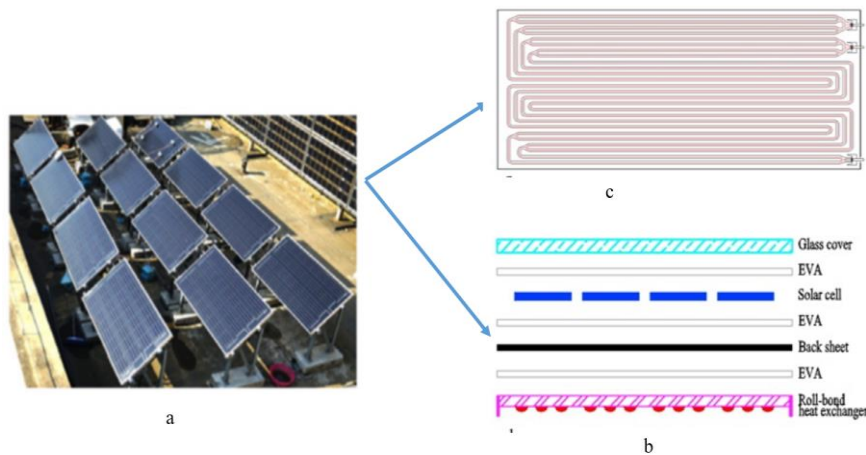 c
Glass cover
EVA
Solar cell
EVA
Back sheet
EVA
Roll-bond
heat exchanger
a
b